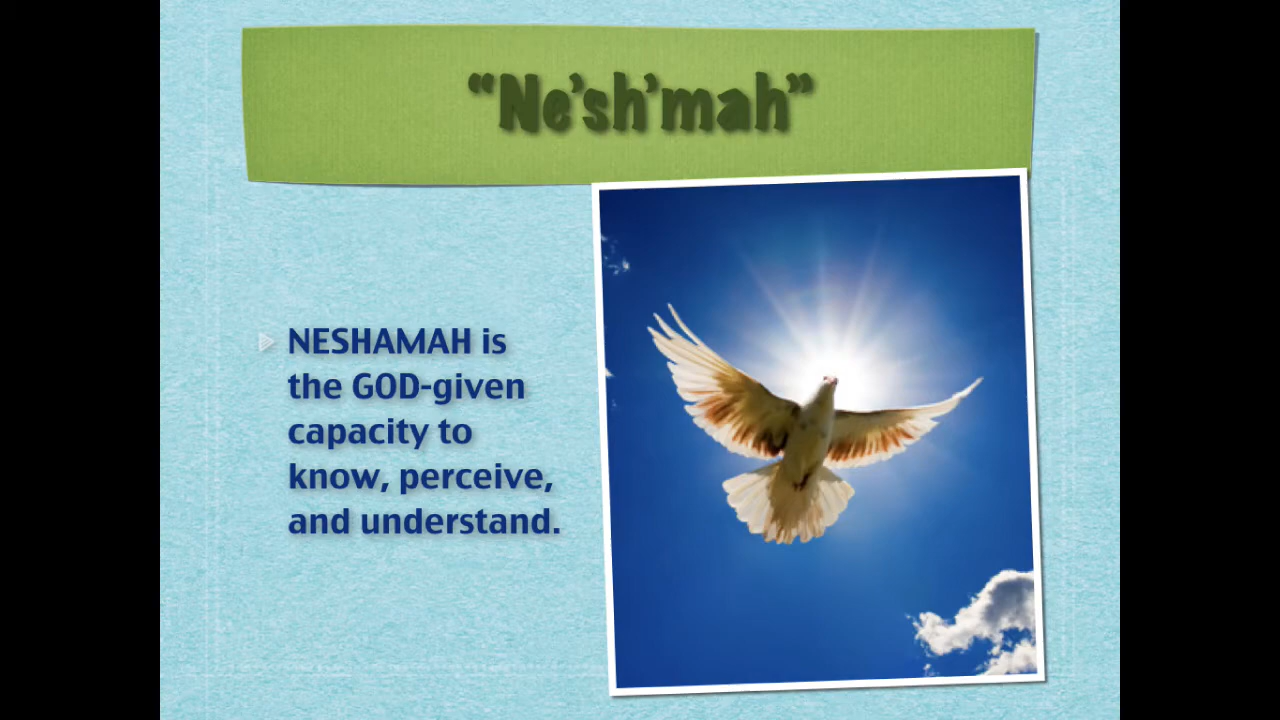 “Ne’sh’mah”
NESHAMAH is
the GOD-given
capacity to
know, perceive,
and understand.